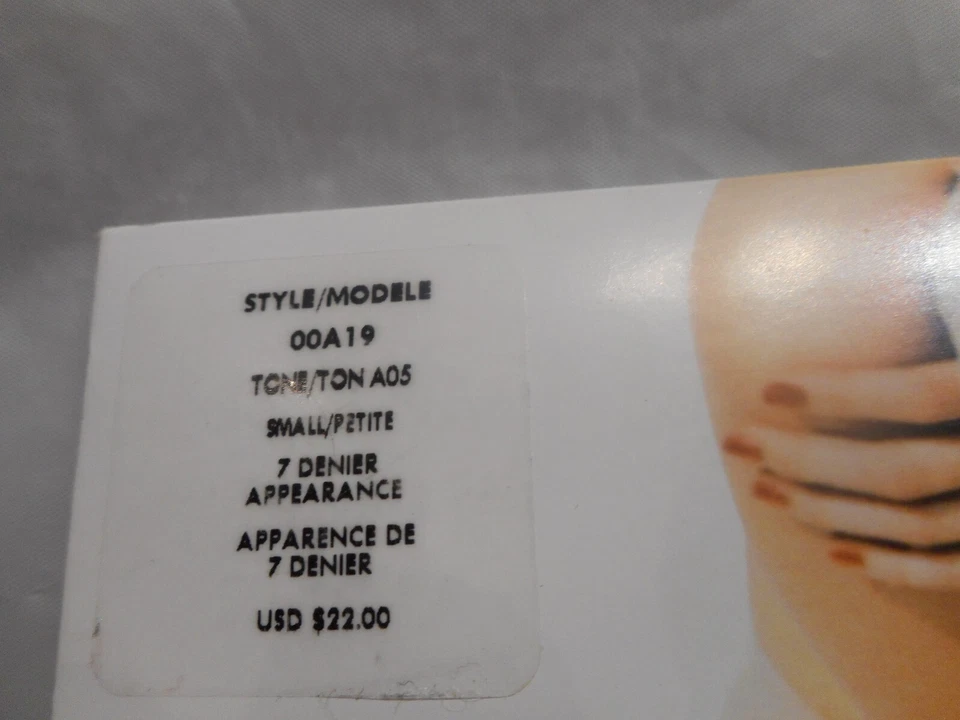 STYLE/MODELE
00A19
TONE/TON A05
SMALL/PETITE
7 DENIER
APPEARANCE
APPARENCE DE
7 DENIER
USD $22.00